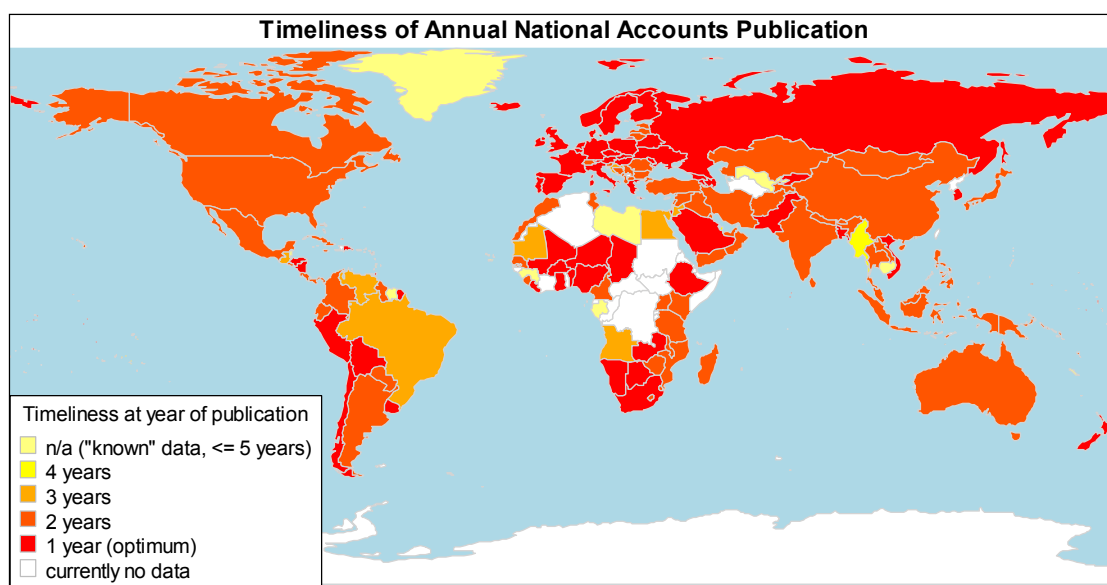 Timeliness of Annual National Accounts Publication
Timeliness at year of publication
n/a ("known" data, <= 5 years)
4 years
3 years
2 years
1 year (optimum)
currently no data